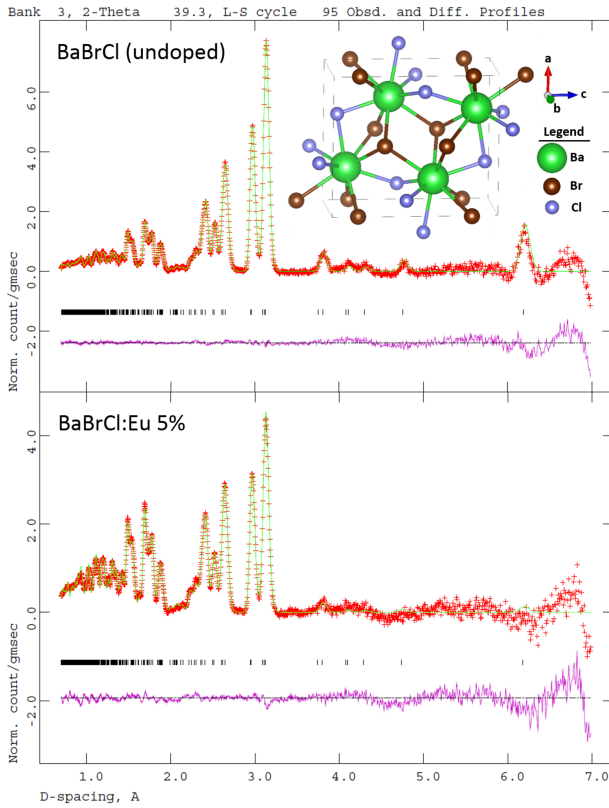 Bank 3, 2-Theta 39.3, L-S cycle 95 Obsd. and Diff. Profiles
BaBrCl (undoped)
a
c
b
Legend
Ba
Br
Cl
Norm. count/gmsec
6.0
4.0
2.0
0.0
-2.0
BaBrCl:Eu 5%
Norm. count/gmsec
4.0
2.0
0.0
-2.0
1.0 2.0 3.0 4.0 5.0 6.0 7.0
D-spacing, A